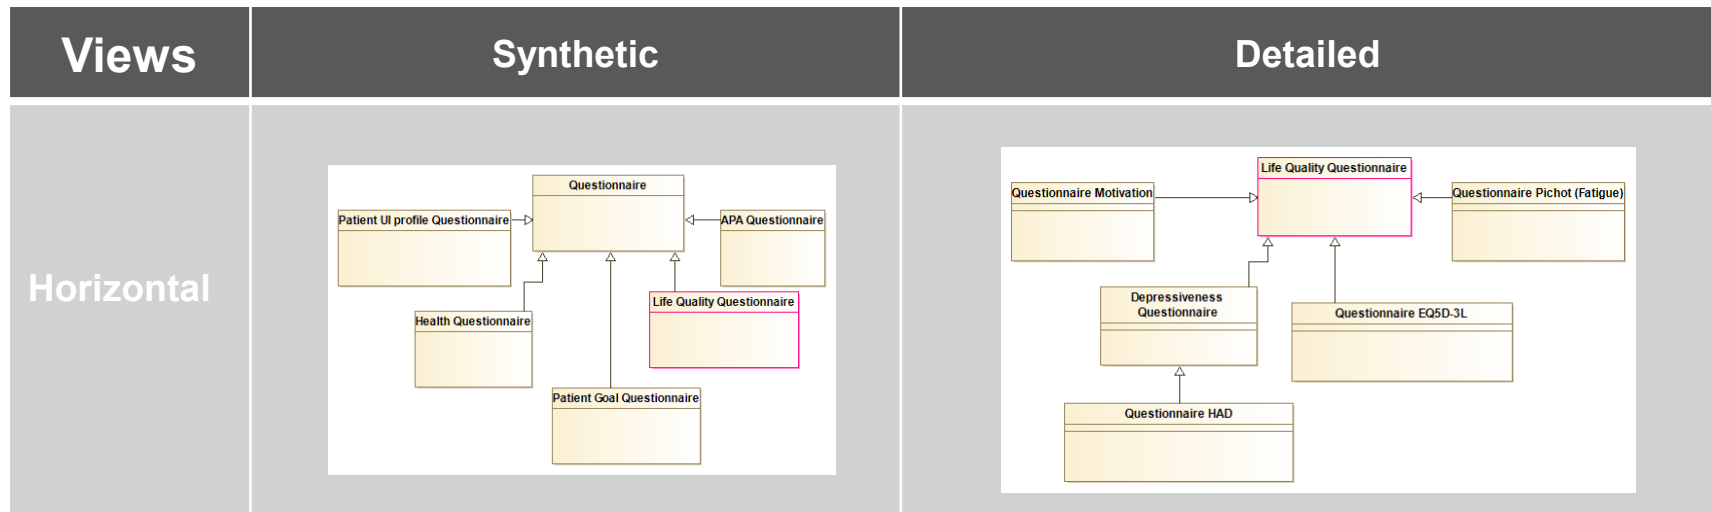 Views
Synthetic
Detailed
Horizontal
Questionnaire
Patient UI profile Questionnaire
APA Questionnaire
Life Quality Questionnaire
Health Questionnaire
Patient Goal Questionnaire
Life Quality Questionnaire
Questionnaire Motivation
Questionnaire Pichot (Fatigue)
Depressiveness
Questionnaire
Questionnaire EQ5D-3L
Questionnaire HAD